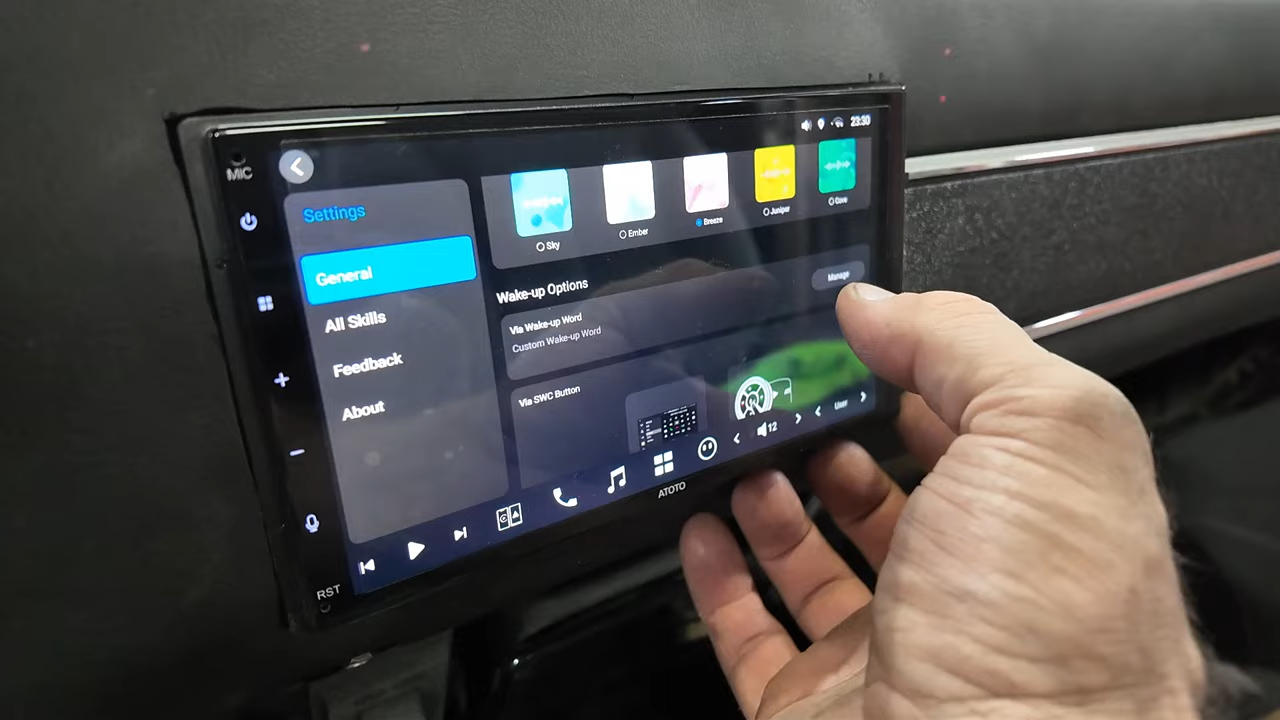 MIC
23:30
Settings
General
All Skills
Feedback
About
Sky
Ember
Breeze
Juniper
Cove
Wake-up Options
Manage
Via Wake-up Word
Custom Wake-up Word
Via SWC Button
12
User
ATOTO
RST